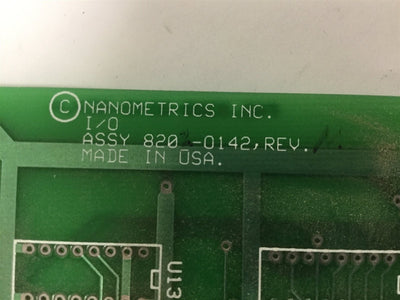 © NANOMETRICS INC.
I/O
ASSY 820 -0142, REV.
MADE IN USA.
U13